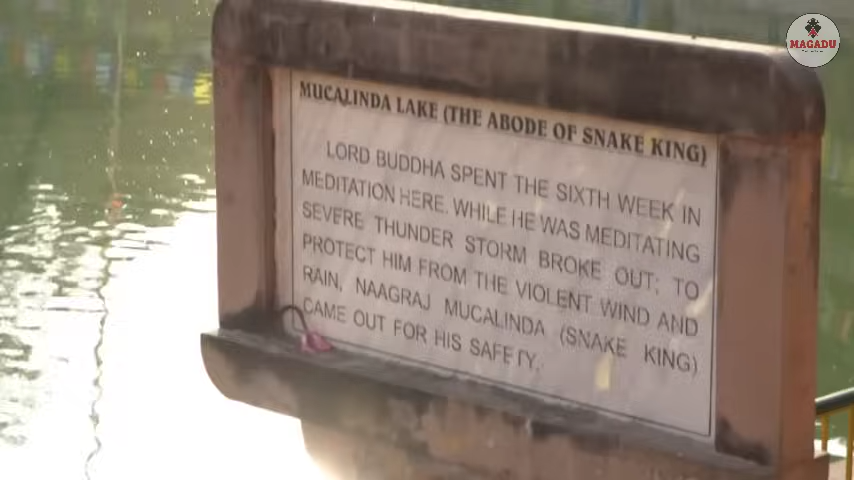 MAGADU
MUCALINDA LAKE (THE ABODE OF SNAKE KING)
LORD BUDDHA SPENT THE SIXTH WEEK IN
MEDITATION HERE. WHILE HE WAS MEDITATING
SEVERE THUNDER STORM BROKE OUT; TO
PROTECT HIM FROM THE VIOLENT WIND AND
RAIN, NAAGRAJ MUCALINDA (SNAKE KING)
CAME OUT FOR HIS SAFETY.